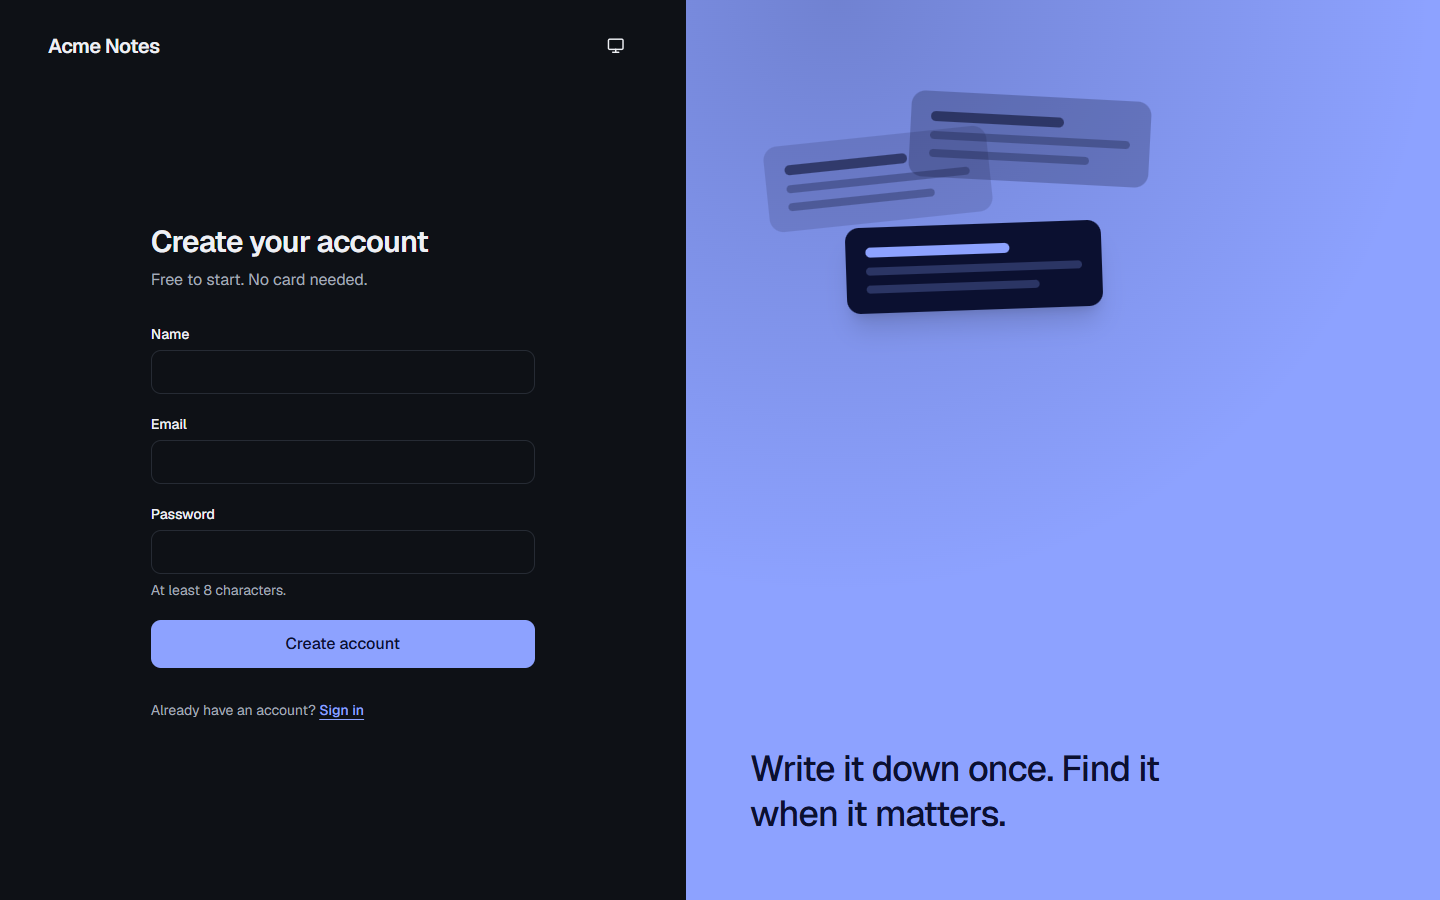 Acme Notes
Create your account
Free to start. No card needed.
Name
Email
Password
At least 8 characters.
Create account
Already have an account? Sign in
Write it down once. Find it
when it matters.